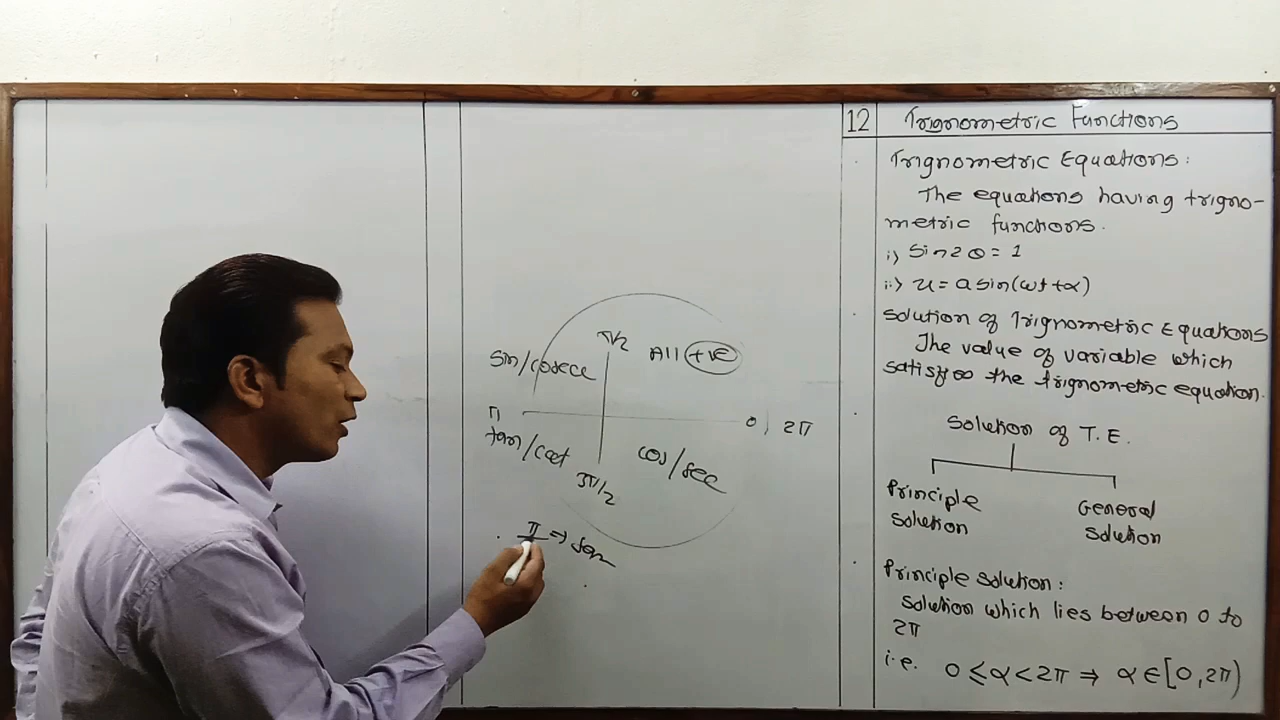 π/2
All +ve
sin/cosec
π
0, 2π
tan/cot
cos/sec
3π/2
π ⇒
12 Trignometric Functions
Trignometric Equations:
The equations having trigno-
metric functions.
i> sin2θ = 1
ii> x = a sin(ωt+α)
Solution of Trignometric Equations
The value of variable which
satisfy the trignometric equation.
Solution of T.E.
Principle
Solution
General
Solution
Principle Solution:
Solution which lies between 0 to
2π
i.e. 0 ≤ α < 2π ⇒ α ∈ [0, 2π)